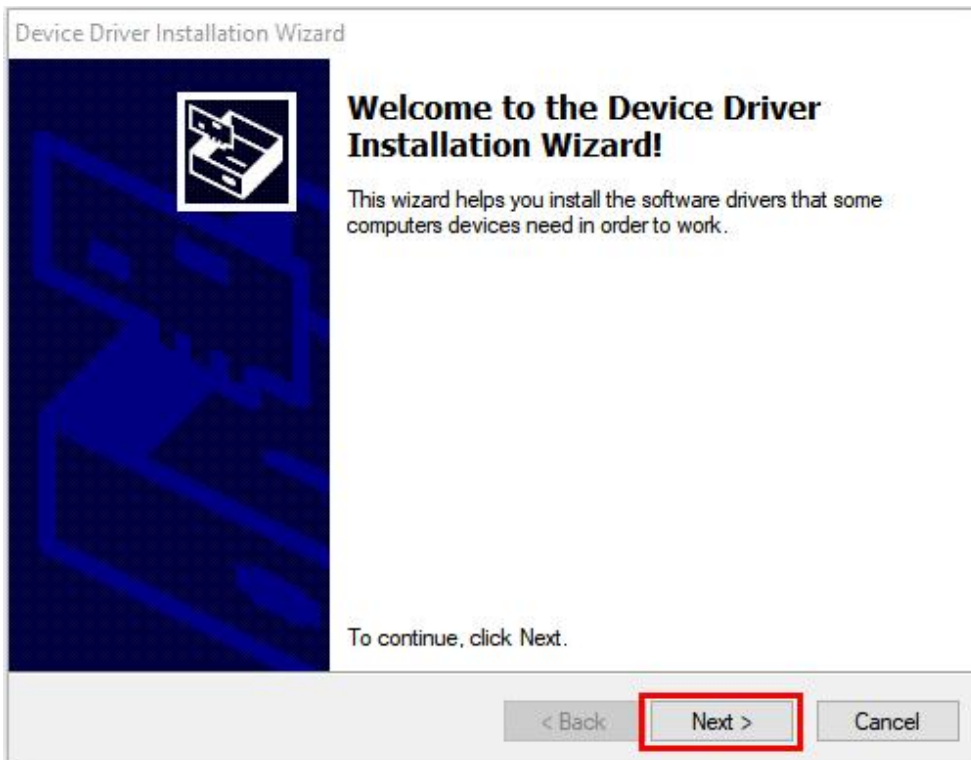 Device Driver Installation Wizard
Welcome to the Device Driver
Installation Wizard!
This wizard helps you install the software drivers that some
computers devices need in order to work.
To continue, click Next.
< Back
Next >
Cancel